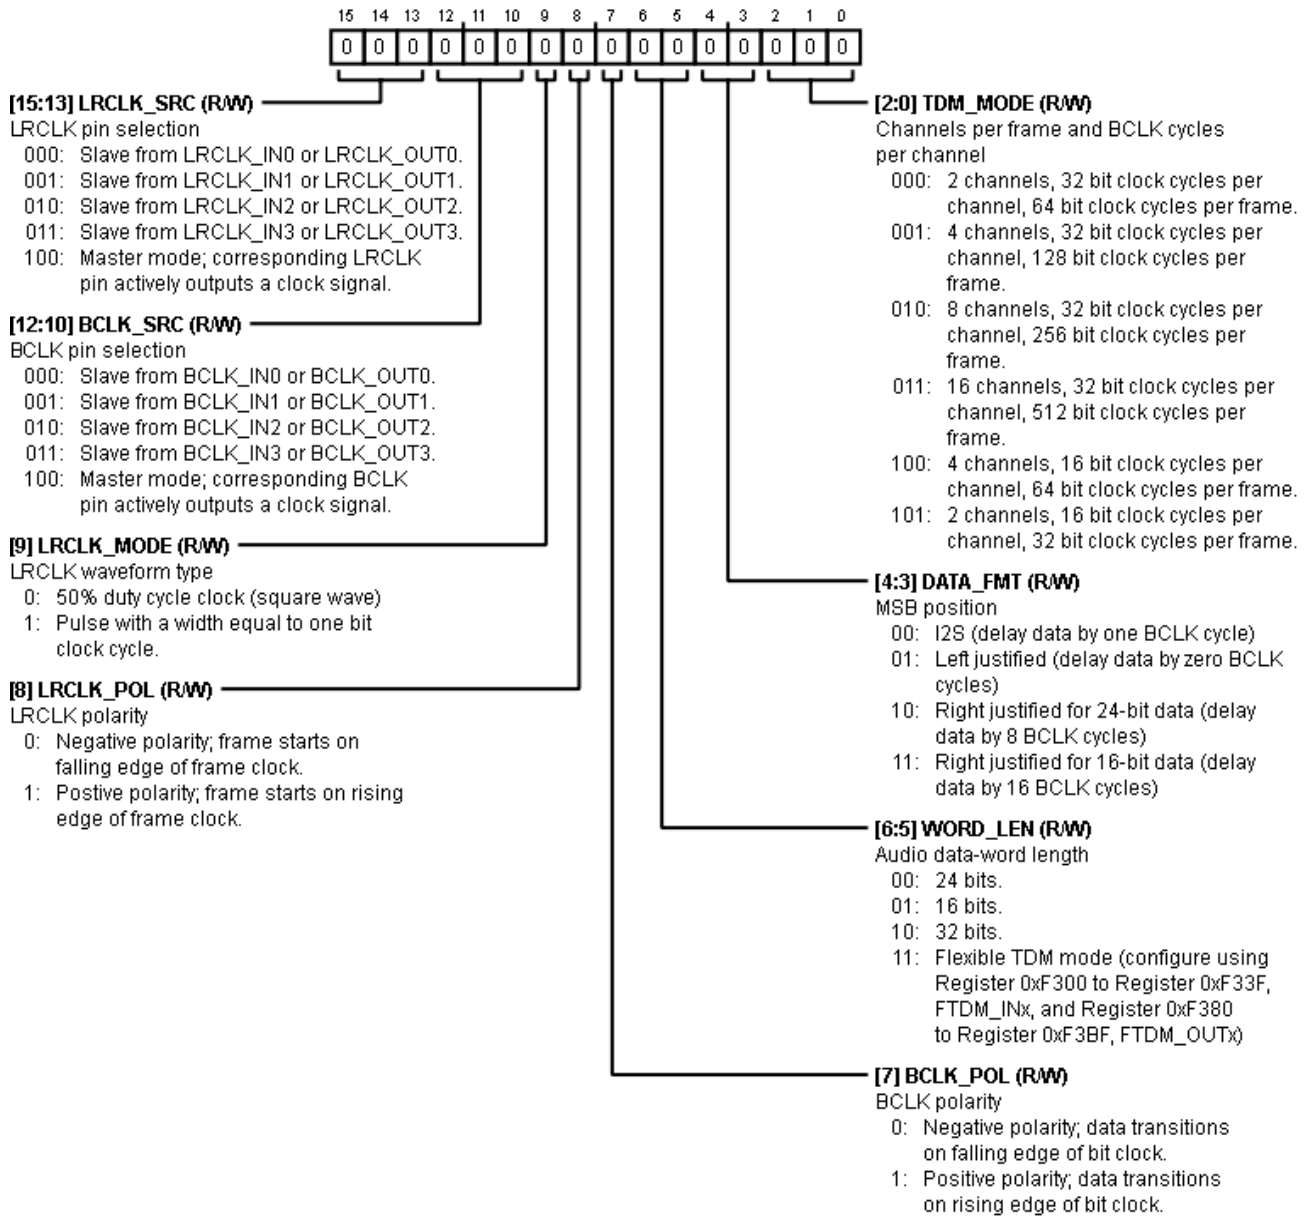 15 14 13 12 11 10 9 8 7 6 5 4 3 2 1 0
0 0 0 0 0 0 0 0 0 0 0 0 0 0 0 0
[15:13] LRCLK_SRC (R/W)
LRCLK pin selection
000: Slave from LRCLK_IN0 or LRCLK_OUT0.
001: Slave from LRCLK_IN1 or LRCLK_OUT1.
010: Slave from LRCLK_IN2 or LRCLK_OUT2.
011: Slave from LRCLK_IN3 or LRCLK_OUT3.
100: Master mode; corresponding LRCLK
pin actively outputs a clock signal.
[12:10] BCLK_SRC (R/W)
BCLK pin selection
000: Slave from BCLK_IN0 or BCLK_OUT0.
001: Slave from BCLK_IN1 or BCLK_OUT1.
010: Slave from BCLK_IN2 or BCLK_OUT2.
011: Slave from BCLK_IN3 or BCLK_OUT3.
100: Master mode; corresponding BCLK
pin actively outputs a clock signal.
[9] LRCLK_MODE (R/W)
LRCLK waveform type
0: 50% duty cycle clock (square wave)
1: Pulse with a width equal to one bit
clock cycle.
[8] LRCLK_POL (R/W)
LRCLK polarity
0: Negative polarity; frame starts on
falling edge of frame clock.
1: Postive polarity; frame starts on rising
edge of frame clock.
[2:0] TDM_MODE (R/W)
Channels per frame and BCLK cycles
per channel
000: 2 channels, 32 bit clock cycles per
channel, 64 bit clock cycles per frame.
001: 4 channels, 32 bit clock cycles per
channel, 128 bit clock cycles per
frame.
010: 8 channels, 32 bit clock cycles per
channel, 256 bit clock cycles per
frame.
011: 16 channels, 32 bit clock cycles per
channel, 512 bit clock cycles per
frame.
100: 4 channels, 16 bit clock cycles per
channel, 64 bit clock cycles per frame.
101: 2 channels, 16 bit clock cycles per
channel, 32 bit clock cycles per frame.
[4:3] DATA_FMT (R/W)
MSB position
00: I2S (delay data by one BCLK cycle)
01: Left justified (delay data by zero BCLK
cycles)
10: Right justified for 24-bit data (delay
data by 8 BCLK cycles)
11: Right justified for 16-bit data (delay
data by 16 BCLK cycles)
[6:5] WORD_LEN (R/W)
Audio data-word length
00: 24 bits.
01: 16 bits.
10: 32 bits.
11: Flexible TDM mode (configure using
Register 0xF300 to Register 0xF33F,
FTDM_INx, and Register 0xF380
to Register 0xF3BF, FTDM_OUTx)
[7] BCLK_POL (R/W)
BCLK polarity
0: Negative polarity; data transitions
on falling edge of bit clock.
1: Positive polarity; data transitions
on rising edge of bit clock.